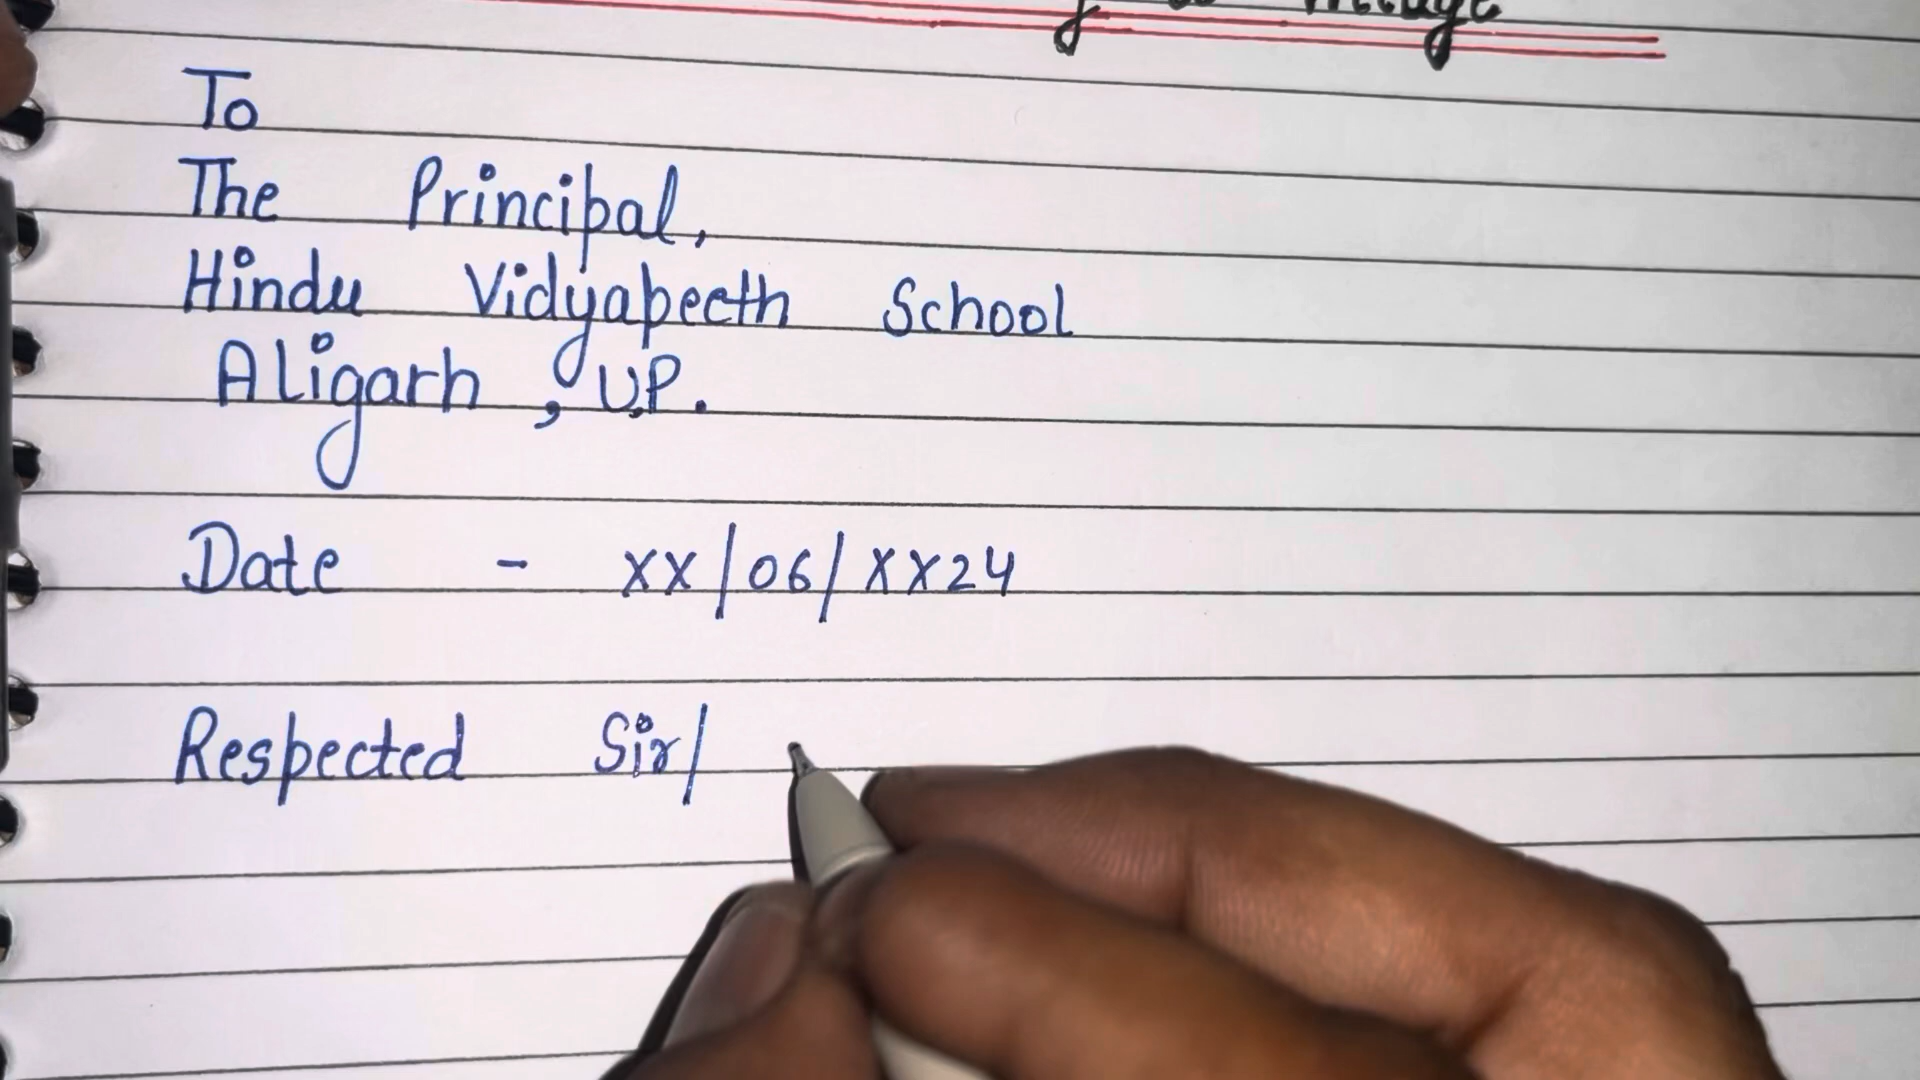 To
The Principal,
Hindu Vidyapeeth School
Aligarh, U.P.
Date - XX/06/XX24
Respected Sir/